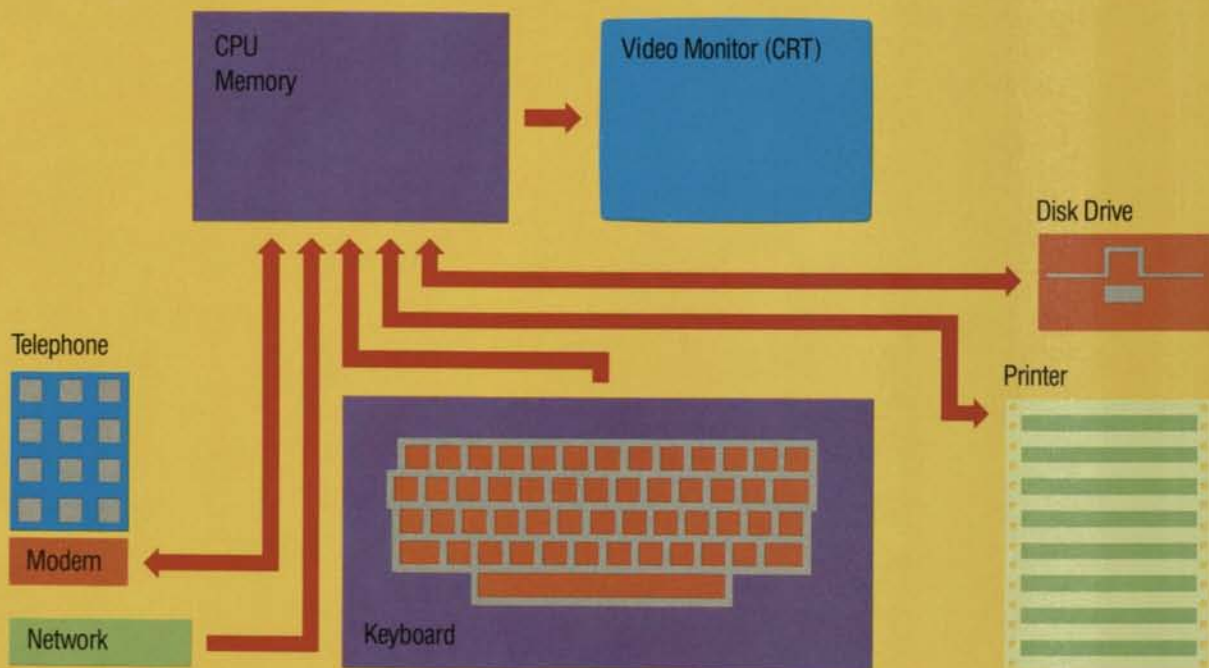 CPU
Memory
Video Monitor (CRT)
Disk Drive
Telephone
Printer
Modem
Network
Keyboard